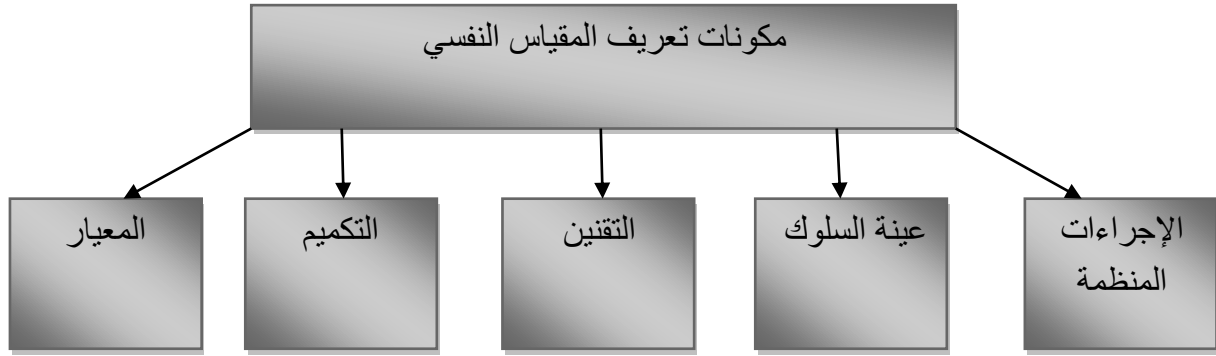 مكونات تعريف المقياس النفسي
الإجراءات
المنظمة
عينة السلوك
التقنين
التكميم
المعيار